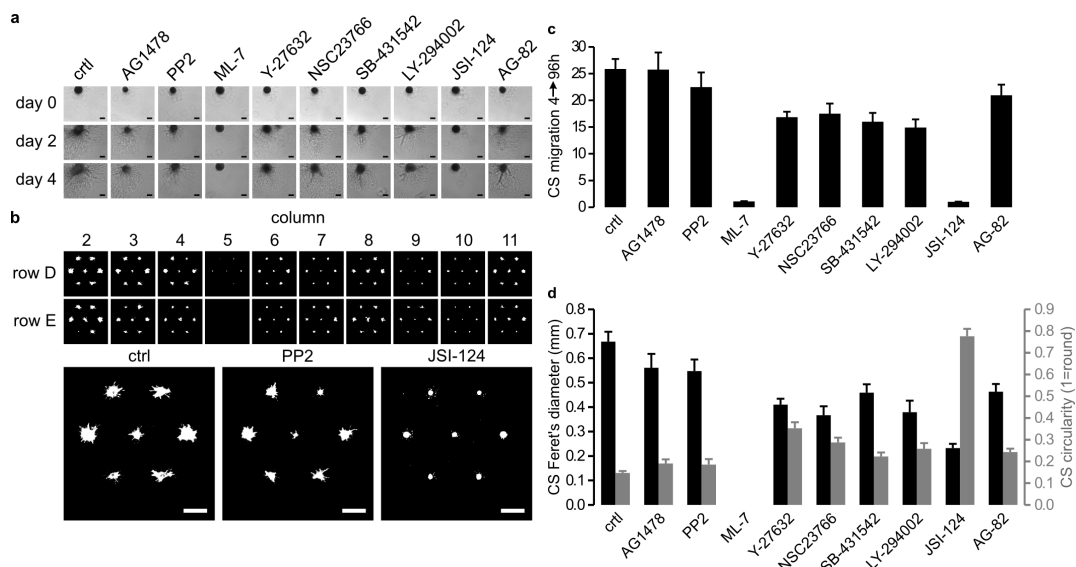 a
crtl AG1478 PP2 ML-7 Y-27632 NSC23766 SB-431542 LY-294002 JSI-124 AG-82
day 0
day 2
day 4
b
column
2 3 4 5 6 7 8 9 10 11
row D
row E
ctrl PP2 JSI-124
c
CS migration 4→96h
30
25
20
15
10
5
0
crtl AG1478 PP2 ML-7 Y-27632 NSC23766 SB-431542 LY-294002 JSI-124 AG-82
d
CS Feret's diameter (mm)
0.8
0.7
0.6
0.5
0.4
0.3
0.2
0.1
0.0
0.9
0.8
0.7
0.6
0.5
0.4
0.3
0.2
0.1
0.0
CS circularity (1=round)
crtl AG1478 PP2 ML-7 Y-27632 NSC23766 SB-431542 LY-294002 JSI-124 AG-82